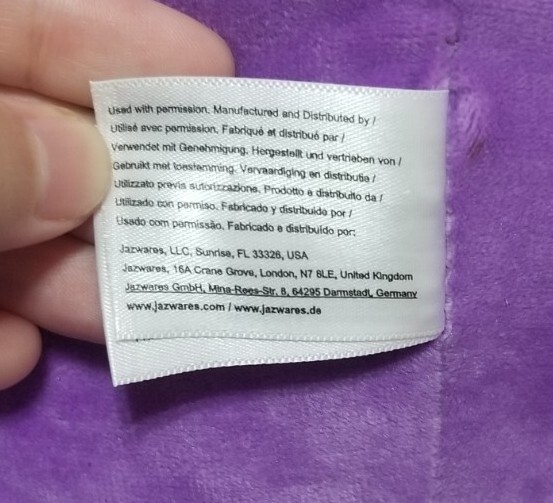 Used with permission. Manufactured and Distributed by /
Utilisé avec permission. Fabriqué et distribué par /
Verwendet mit Genehmigung. Hergestellt und vertrieben von /
Gebruikt met toestemming. Vervaardiging en distributie /
Utilizzato previa autorizzazione. Prodotto e distribuito da /
Utilizado con permiso. Fabricado y distribuido por /
Usado com permissão. Fabricado e distribuído por:
Jazwares, LLC, Sunrise, FL 33326, USA
Jazwares, 16A Crane Grove, London, N7 8LE, United Kingdom
Jazwares GmbH, Mina-Rees-Str. 8, 64295 Darmstadt, Germany
www.jazwares.com / www.jazwares.de